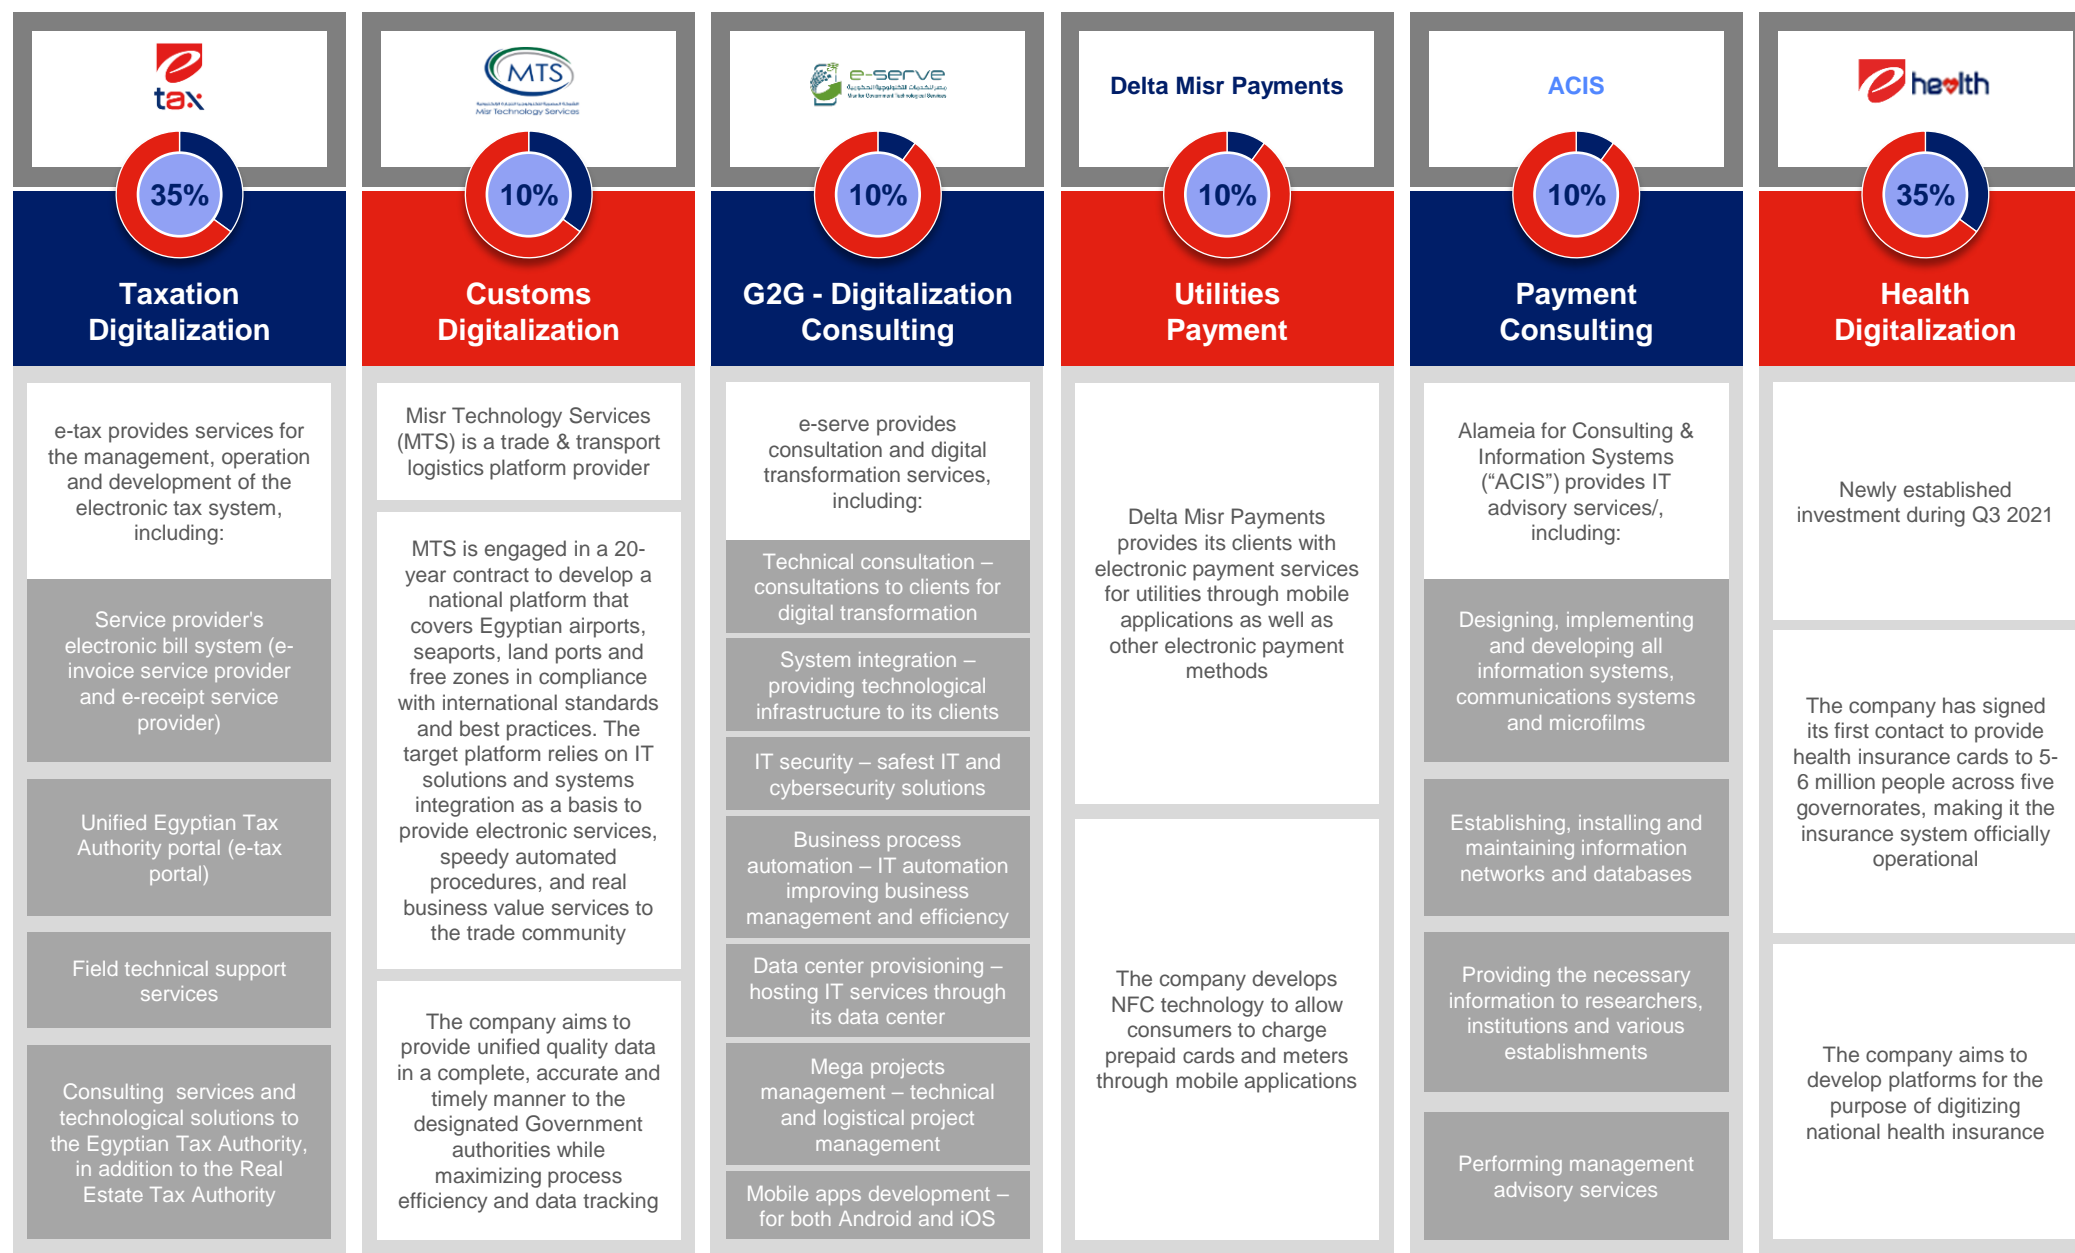 e
tax
35%
Taxation
Digitalization
e-tax provides services for
the management, operation
and development of the
electronic tax system,
including:
Service provider's
electronic bill system (e-
invoice service provider
and e-receipt service
provider)
Unified Egyptian Tax
Authority portal (e-tax
portal)
Field technical support
services
Consulting  services and
technological solutions to
the Egyptian Tax Authority,
in addition to the Real
Estate Tax Authority
MTS
Misr Technology Services
10%
Customs
Digitalization
Misr Technology Services
(MTS) is a trade & transport
logistics platform provider
MTS is engaged in a 20-
year contract to develop a
national platform that
covers Egyptian airports,
seaports, land ports and
free zones in compliance
with international standards
and best practices. The
target platform relies on IT
solutions and systems
integration as a basis to
provide electronic services,
speedy automated
procedures, and real
business value services to
the trade community
The company aims to
provide unified quality data
in a complete, accurate and
timely manner to the
designated Government
authorities while
maximizing process
efficiency and data tracking
e-serve
مصر للخدمات التكنولوجية الحكومية
Misr for Government Technological Services
10%
G2G - Digitalization
Consulting
e-serve provides
consultation and digital
transformation services,
including:
Technical consultation –
consultations to clients for
digital transformation
System integration –
providing technological
infrastructure to its clients
IT security – safest IT and
cybersecurity solutions
Business process
automation – IT automation
improving business
management and efficiency
Data center provisioning –
hosting IT services through
its data center
Mega projects
management – technical
and logistical project
management
Mobile apps development –
for both Android and iOS
Delta Misr Payments
10%
Utilities
Payment
Delta Misr Payments
provides its clients with
electronic payment services
for utilities through mobile
applications as well as
other electronic payment
methods
The company develops
NFC technology to allow
consumers to charge
prepaid cards and meters
through mobile applications
ACIS
10%
Payment
Consulting
Alameia for Consulting &
Information Systems
(“ACIS”) provides IT
advisory services/,
including:
Designing, implementing
and developing all
information systems,
communications systems
and microfilms
Establishing, installing and
maintaining information
networks and databases
Providing the necessary
information to researchers,
institutions and various
establishments
Performing management
advisory services
e health
35%
Health
Digitalization
Newly established
investment during Q3 2021
The company has signed
its first contact to provide
health insurance cards to 5-
6 million people across five
governorates, making it the
insurance system officially
operational
The company aims to
develop platforms for the
purpose of digitizing
national health insurance